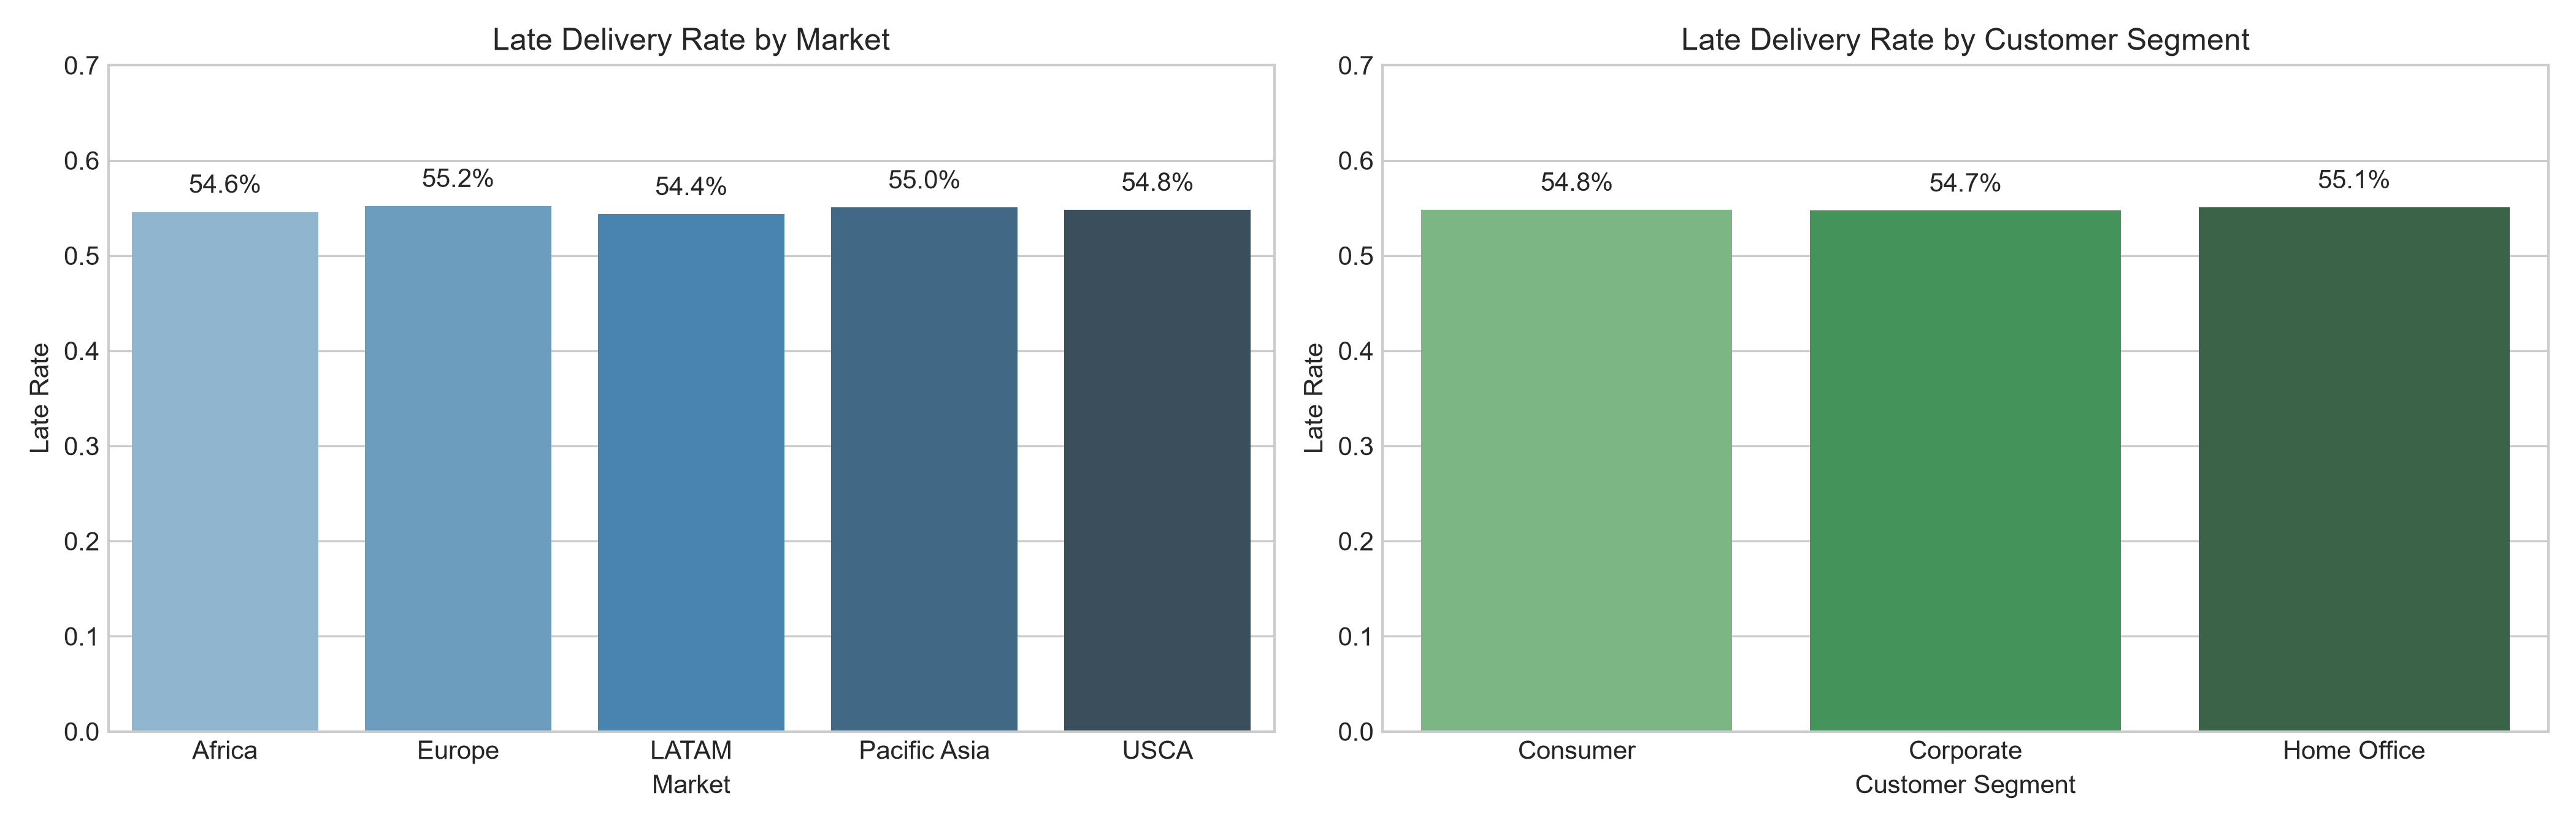 Late Delivery Rate by Market
0.7
0.6
0.5
0.4
0.3
0.2
0.1
0.0
Late Rate
54.6%
55.2%
54.4%
55.0%
54.8%
Africa
Europe
LATAM
Pacific Asia
USCA
Market
Late Delivery Rate by Customer Segment
0.7
0.6
0.5
0.4
0.3
0.2
0.1
0.0
Late Rate
54.8%
54.7%
55.1%
Consumer
Corporate
Home Office
Customer Segment